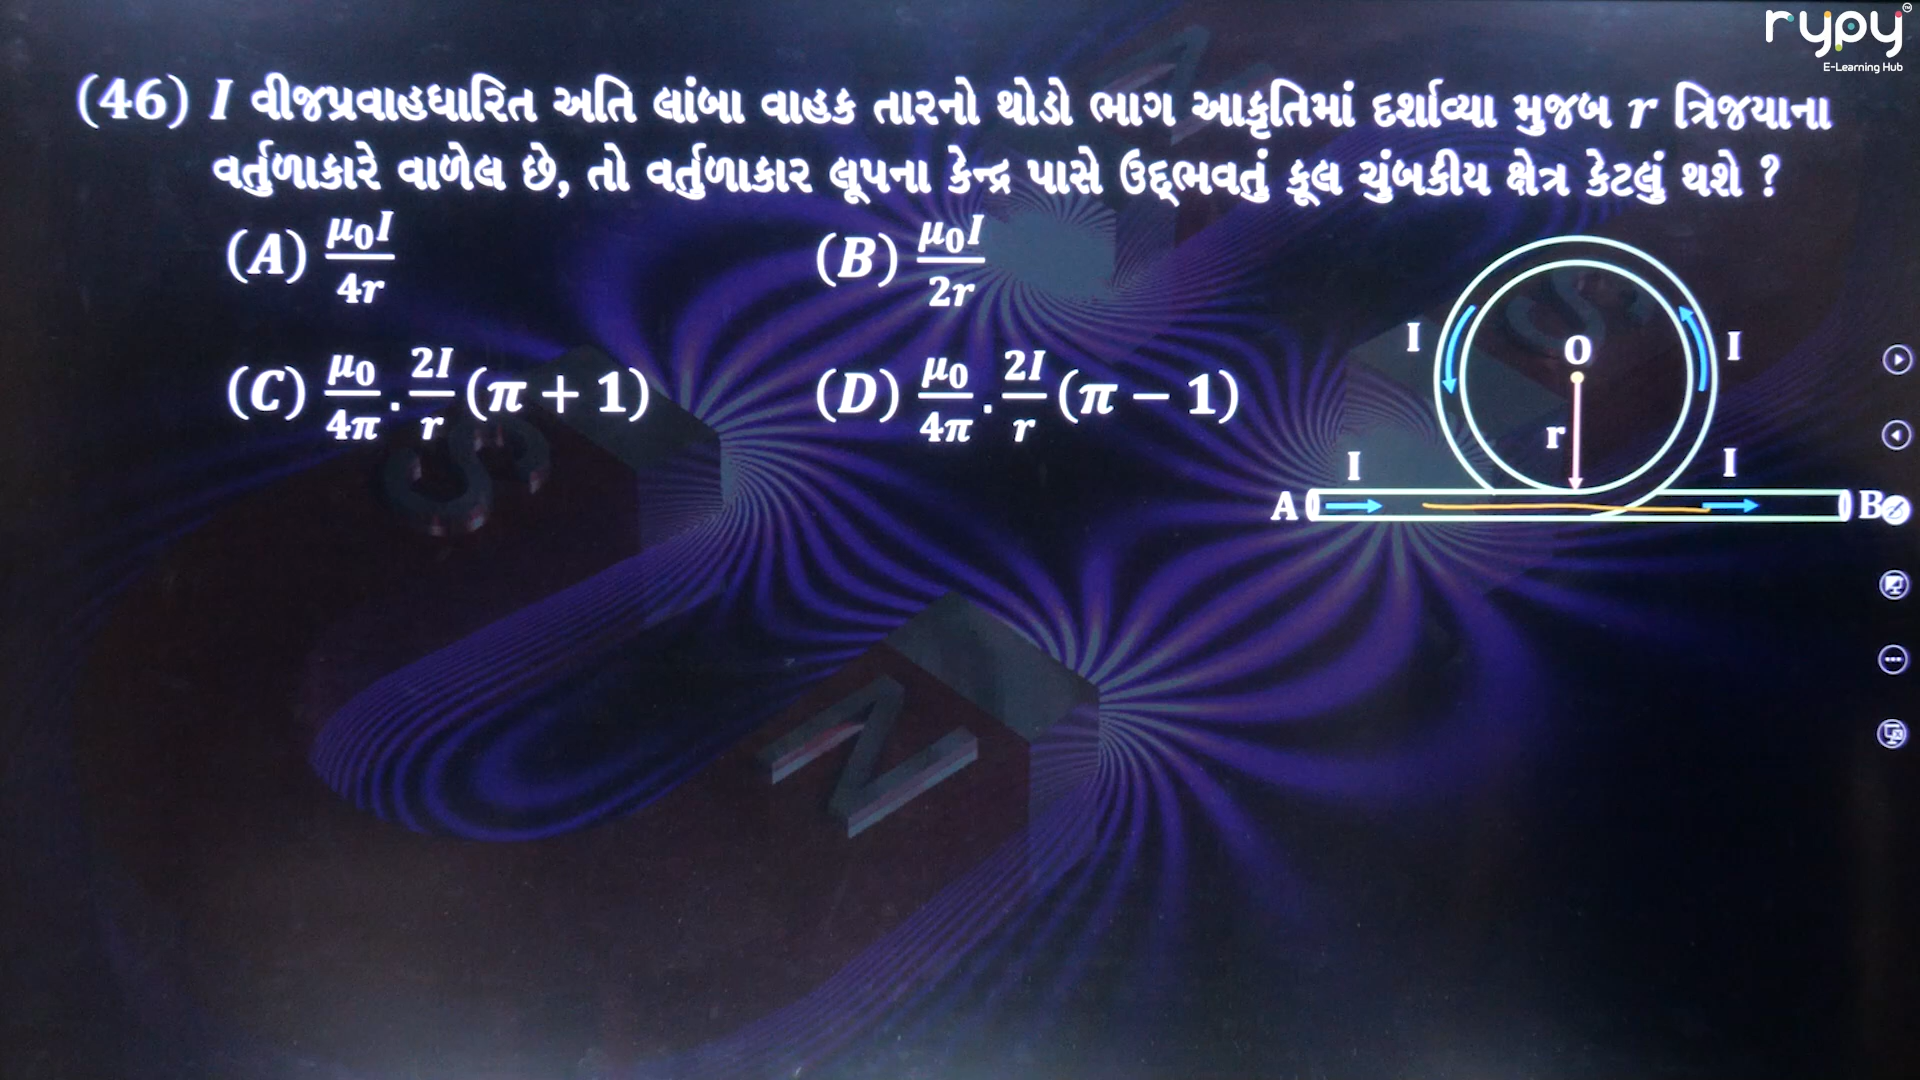 rypy™
E-Learning Hub
(46) I વીજપ્રવાહધારિત અતિ લાંબા વાહક તારનો થોડો ભાગ આકૃતિમાં દર્શાવ્યા મુજબ r ત્રિજયાના
વર્તુળાકારે વાળેલ છે, તો વર્તુળાકાર લૂપના કેન્દ્ર પાસે ઉદ્દ્ભવતું કૂલ ચુંબકીય ક્ષેત્ર કેટલું થશે ?
(A) μ₀I/4r (B) μ₀I/2r
(C) μ₀/4π . 2I/r (π + 1) (D) μ₀/4π . 2I/r (π − 1)
I O I
r
I I
A B
S
N